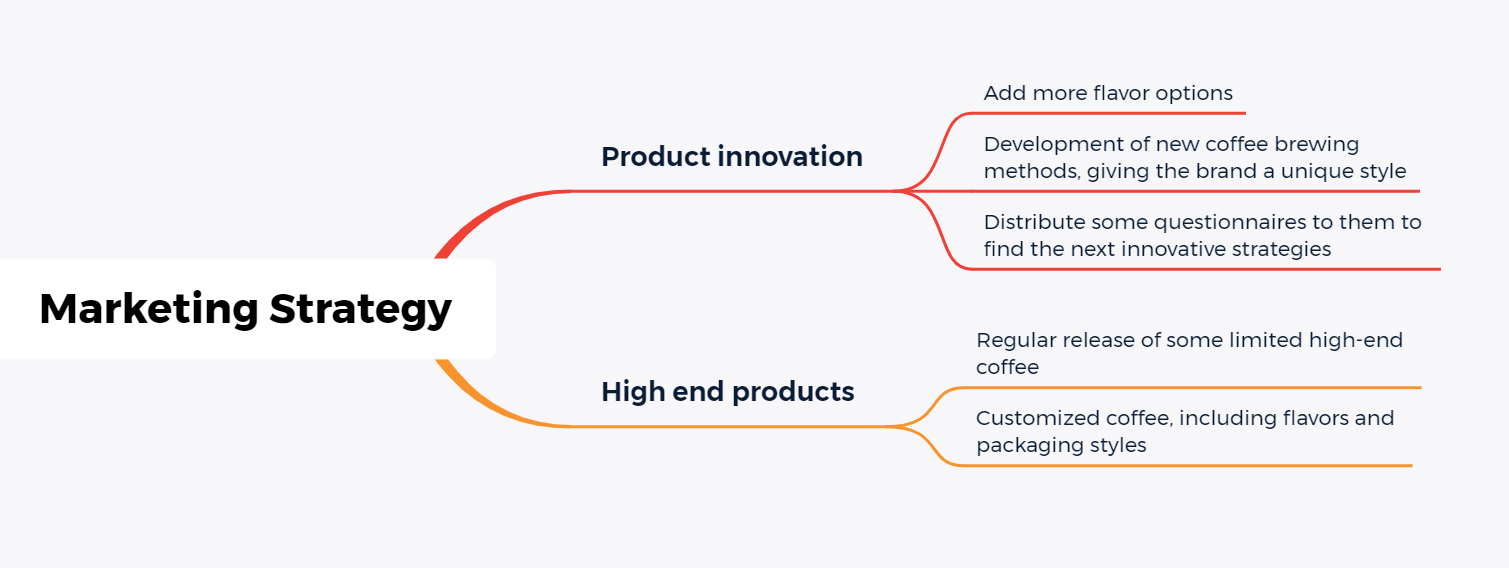 Marketing Strategy
Product innovation
Add more flavor options
Development of new coffee brewing
methods, giving the brand a unique style
Distribute some questionnaires to them to
find the next innovative strategies
High end products
Regular release of some limited high-end
coffee
Customized coffee, including flavors and
packaging styles